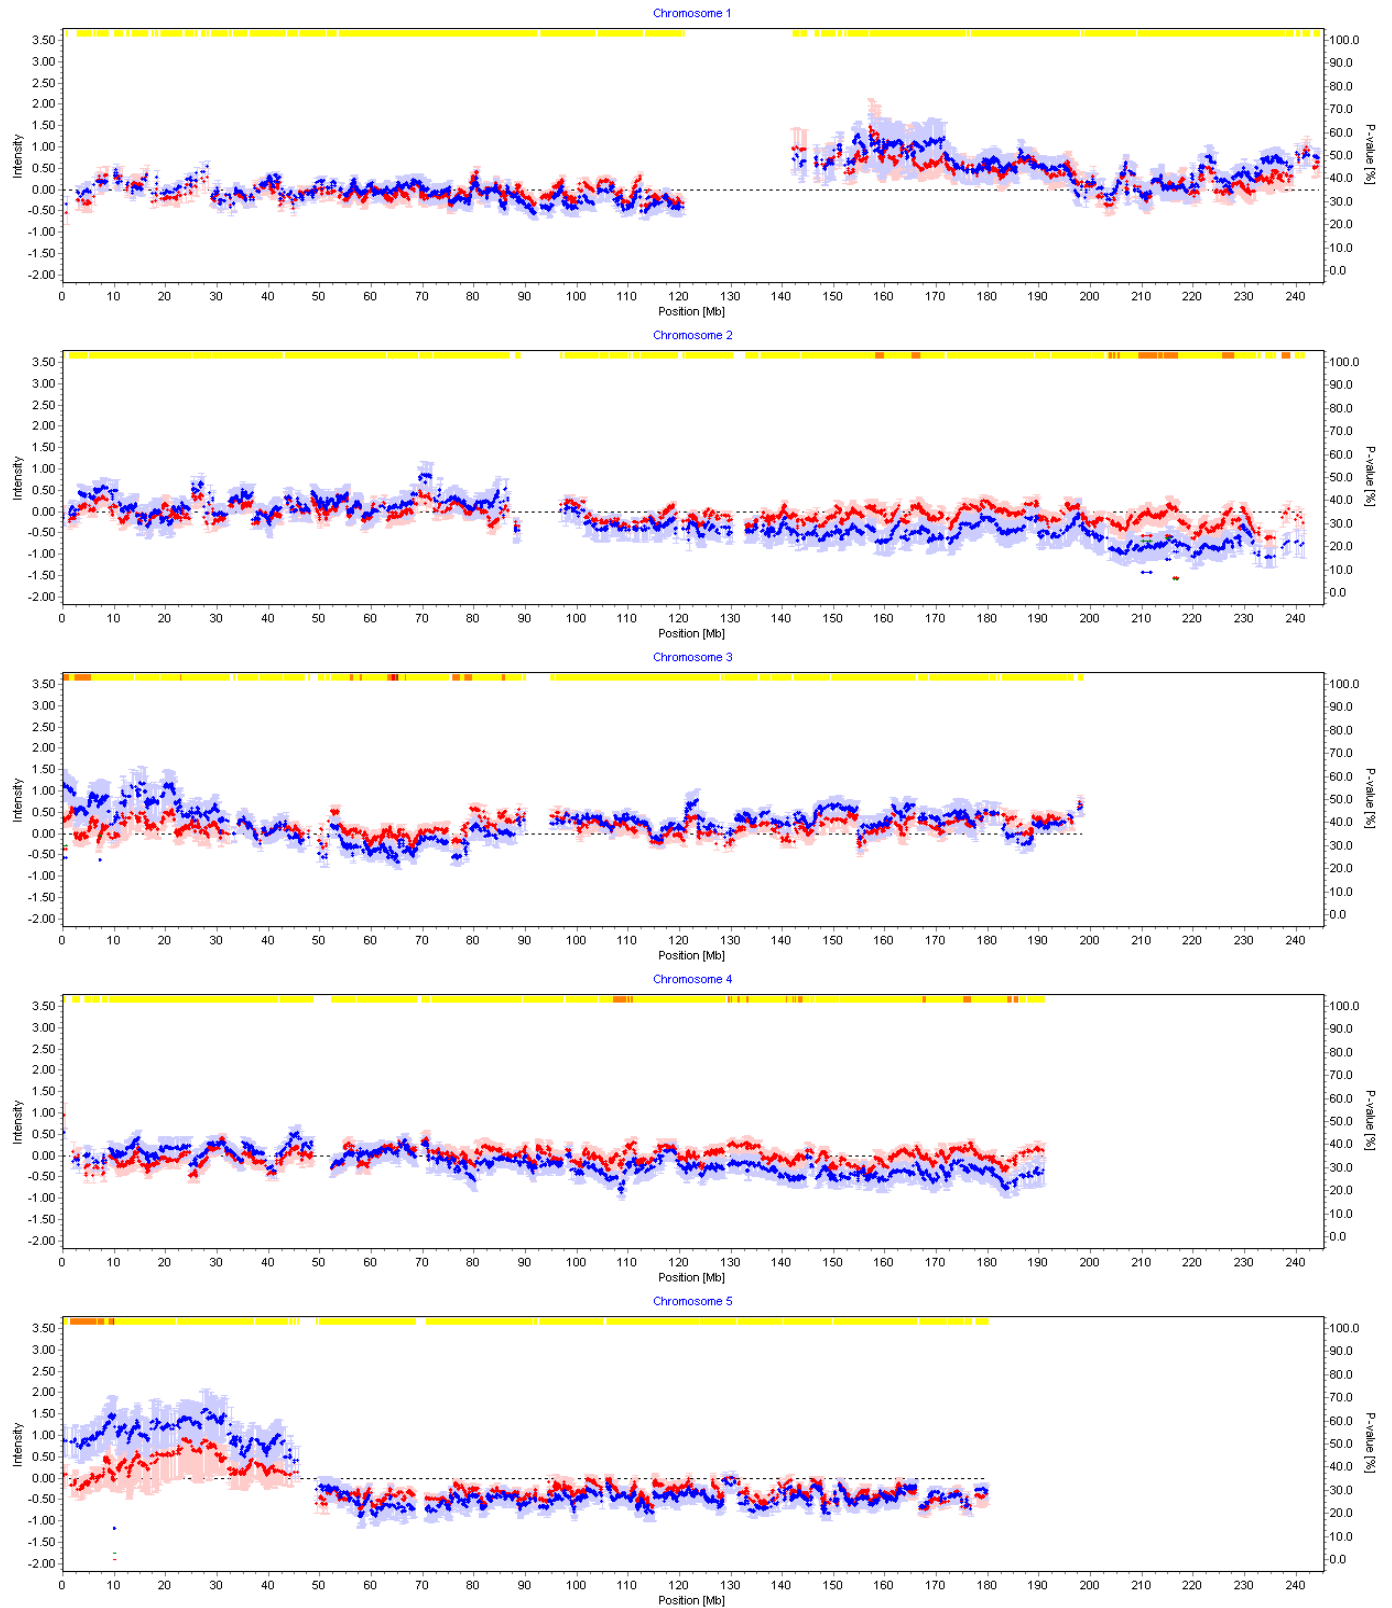 Chromosome 1
3.50 3.00 2.50 2.00 1.50 1.00 0.50 0.00 -0.50 -1.00 -1.50 -2.00
Intensity
100.0 90.0 80.0 70.0 60.0 50.0 40.0 30.0 20.0 10.0 0.0
P-value [%]
0 10 20 30 40 50 60 70 80 90 100 110 120 130 140 150 160 170 180 190 200 210 220 230 240
Position [Mb]
Chromosome 2
3.50 3.00 2.50 2.00 1.50 1.00 0.50 0.00 -0.50 -1.00 -1.50 -2.00
Intensity
100.0 90.0 80.0 70.0 60.0 50.0 40.0 30.0 20.0 10.0 0.0
P-value [%]
0 10 20 30 40 50 60 70 80 90 100 110 120 130 140 150 160 170 180 190 200 210 220 230 240
Position [Mb]
Chromosome 3
3.50 3.00 2.50 2.00 1.50 1.00 0.50 0.00 -0.50 -1.00 -1.50 -2.00
Intensity
100.0 90.0 80.0 70.0 60.0 50.0 40.0 30.0 20.0 10.0 0.0
P-value [%]
0 10 20 30 40 50 60 70 80 90 100 110 120 130 140 150 160 170 180 190 200 210 220 230 240
Position [Mb]
Chromosome 4
3.50 3.00 2.50 2.00 1.50 1.00 0.50 0.00 -0.50 -1.00 -1.50 -2.00
Intensity
100.0 90.0 80.0 70.0 60.0 50.0 40.0 30.0 20.0 10.0 0.0
P-value [%]
0 10 20 30 40 50 60 70 80 90 100 110 120 130 140 150 160 170 180 190 200 210 220 230 240
Position [Mb]
Chromosome 5
3.50 3.00 2.50 2.00 1.50 1.00 0.50 0.00 -0.50 -1.00 -1.50 -2.00
Intensity
100.0 90.0 80.0 70.0 60.0 50.0 40.0 30.0 20.0 10.0 0.0
P-value [%]
0 10 20 30 40 50 60 70 80 90 100 110 120 130 140 150 160 170 180 190 200 210 220 230 240
Position [Mb]